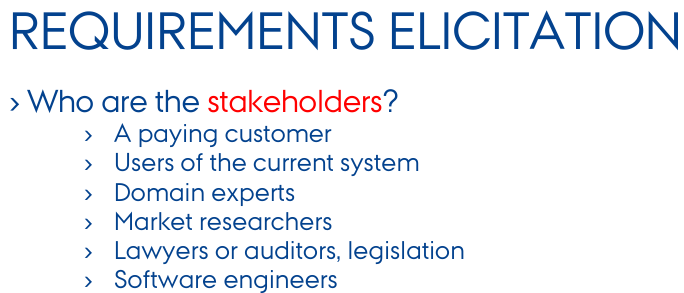 REQUIREMENTS ELICITATION
› Who are the stakeholders?
› A paying customer
› Users of the current system
› Domain experts
› Market researchers
› Lawyers or auditors, legislation
› Software engineers